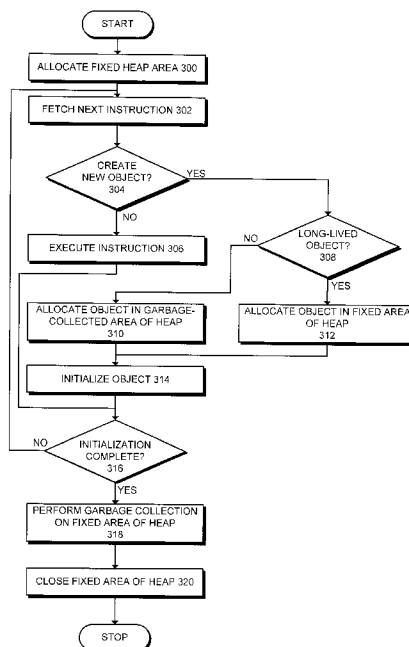 START
ALLOCATE FIXED HEAP AREA 300
FETCH NEXT INSTRUCTION 302
CREATE
NEW OBJECT?
304
YES
NO
EXECUTE INSTRUCTION 306
NO
LONG-LIVED
OBJECT?
308
YES
ALLOCATE OBJECT IN GARBAGE-
COLLECTED AREA OF HEAP
310
ALLOCATE OBJECT IN FIXED AREA
OF HEAP
312
INITIALIZE OBJECT 314
NO
INITIALIZATION
COMPLETE?
316
YES
PERFORM GARBAGE COLLECTION
ON FIXED AREA OF HEAP
318
CLOSE FIXED AREA OF HEAP 320
STOP